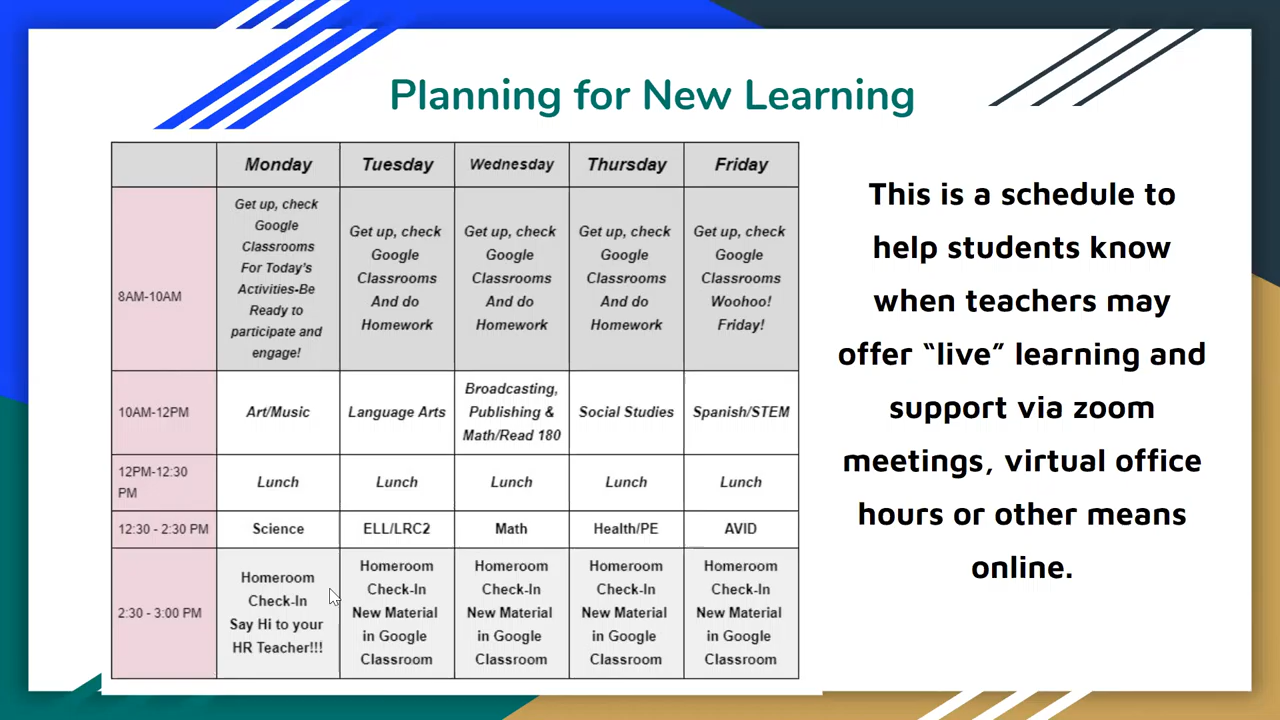 Planning for New Learning
Monday Tuesday Wednesday Thursday Friday
8AM-10AM
Get up, check
Google
Classrooms
For Today's
Activities-Be
Ready to
participate and
engage!
Get up, check
Google
Classrooms
And do
Homework
Get up, check
Google
Classrooms
And do
Homework
Get up, check
Google
Classrooms
And do
Homework
Get up, check
Google
Classrooms
Woohoo!
Friday!
10AM-12PM
Art/Music
Language Arts
Broadcasting,
Publishing &
Math/Read 180
Social Studies
Spanish/STEM
12PM-12:30
PM
Lunch
Lunch
Lunch
Lunch
Lunch
12:30 - 2:30 PM
Science
ELL/LRC2
Math
Health/PE
AVID
2:30 - 3:00 PM
Homeroom
Check-In
Say Hi to your
HR Teacher!!!
Homeroom
Check-In
New Material
in Google
Classroom
Homeroom
Check-In
New Material
in Google
Classroom
Homeroom
Check-In
New Material
in Google
Classroom
Homeroom
Check-In
New Material
in Google
Classroom
This is a schedule to
help students know
when teachers may
offer “live” learning and
support via zoom
meetings, virtual office
hours or other means
online.